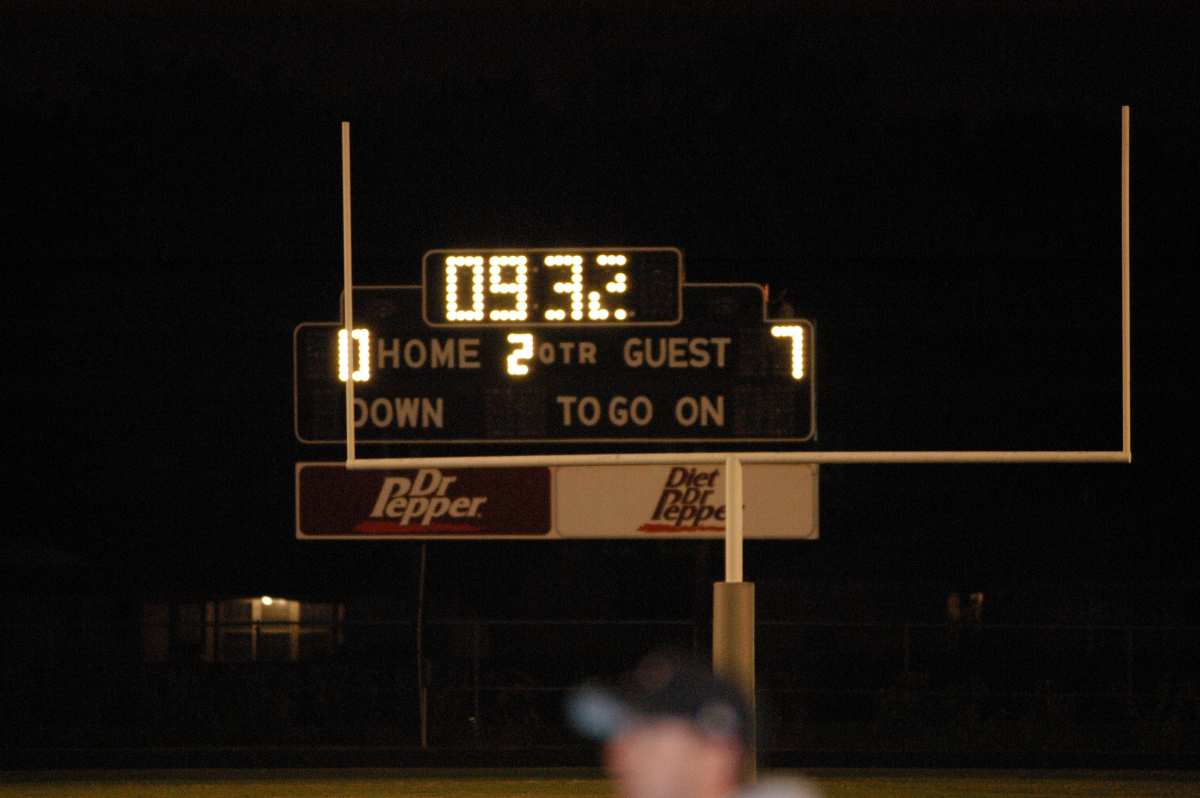 09:32
0 HOME 2 QTR GUEST 7
DOWN TO GO ON
Dr Pepper
Diet Dr Pepper